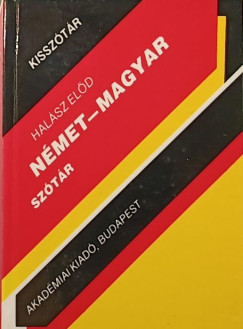 KISSZÓTÁR
HALÁSZ ELŐD
NÉMET–MAGYAR
SZÓTÁR
AKADÉMIAI KIADÓ, BUDAPEST